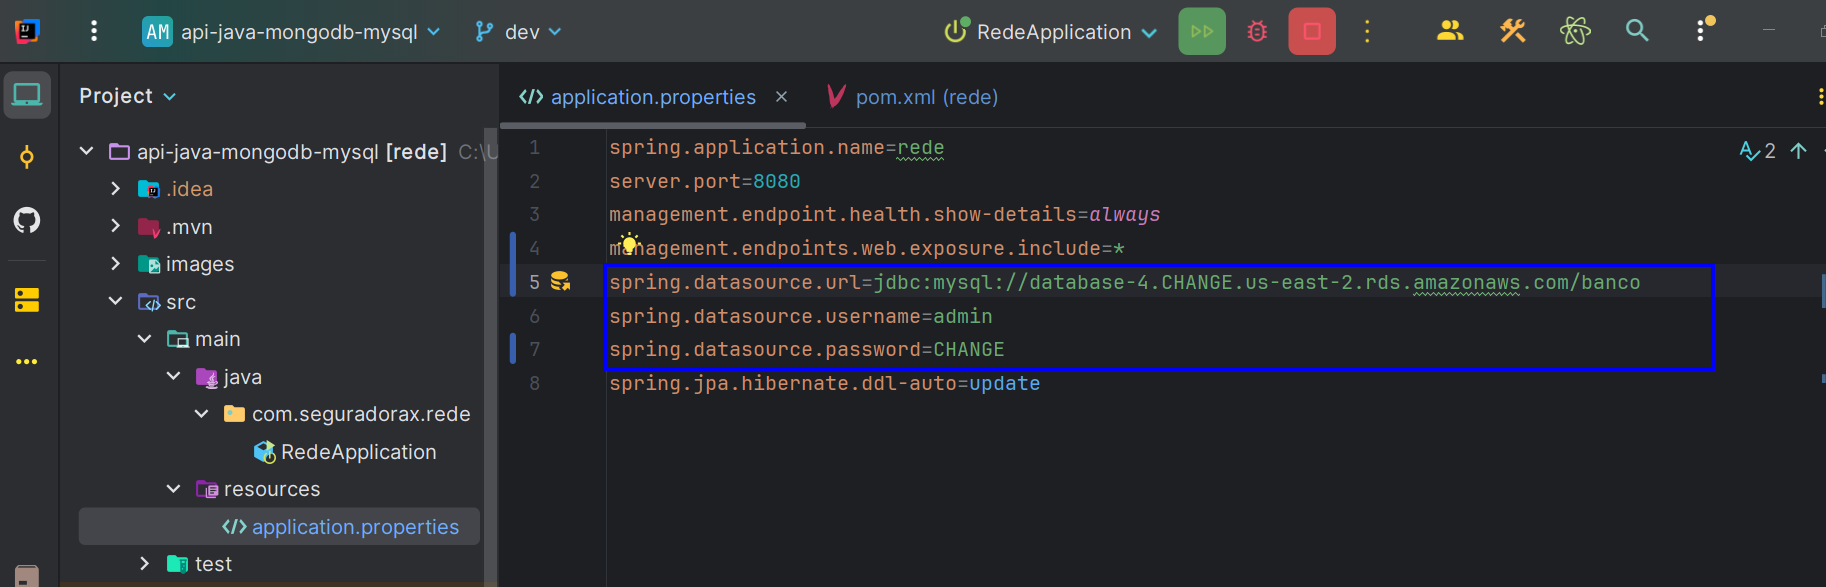 AM api-java-mongodb-mysql dev RedeApplication
Project
application.properties
pom.xml (rede)
api-java-mongodb-mysql [rede] C:\U
.idea
.mvn
images
src
main
java
com.seguradorax.rede
RedeApplication
resources
application.properties
test
1 spring.application.name=rede
2 server.port=8080
3 management.endpoint.health.show-details=always
4 management.endpoints.web.exposure.include=*
5 spring.datasource.url=jdbc:mysql://database-4.CHANGE.us-east-2.rds.amazonaws.com/banco
6 spring.datasource.username=admin
7 spring.datasource.password=CHANGE
8 spring.jpa.hibernate.ddl-auto=update
2